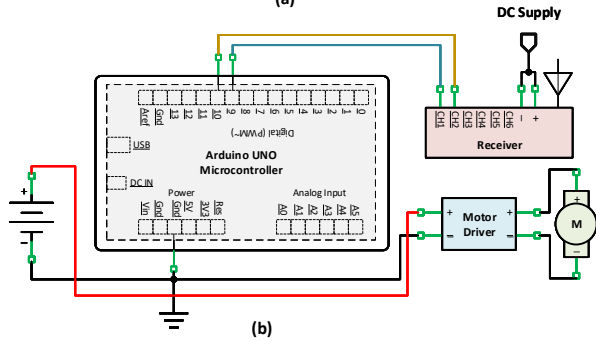 (a)
DC Supply
Aref
Gnd
13
12
11
10
9
8
7
6
5
4
3
2
1
0
Digital (PWM~)
USB
Arduino UNO
Microcontroller
DC IN
Power
Analog Input
Vin
Gnd
Gnd
5V
3V3
Res
A0
A1
A2
A3
A4
A5
CH1
CH2
CH3
CH4
CH5
CH6
−
+
Receiver
+
−
+
−
Motor
Driver
+
−
+
M
−
(b)